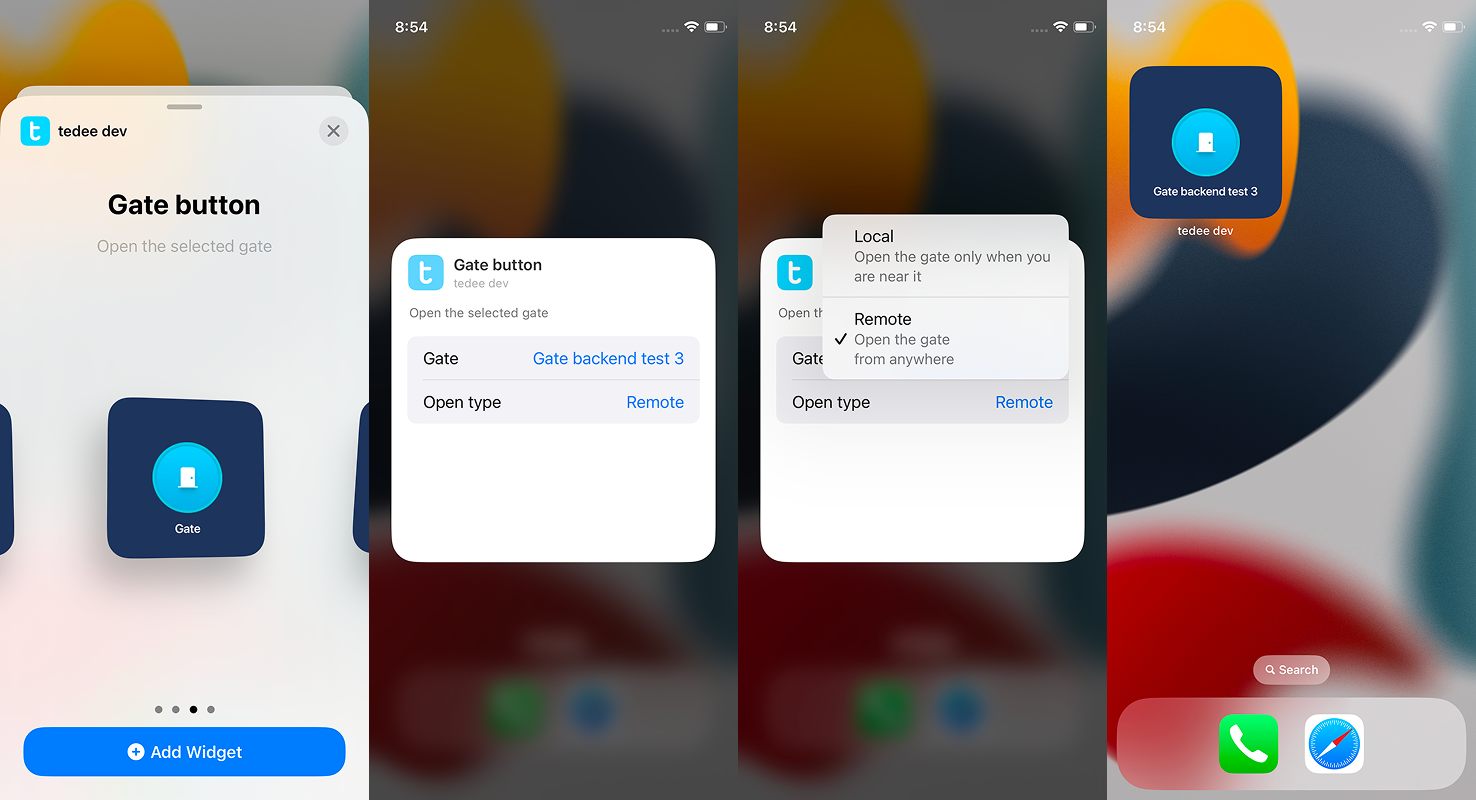 tedee dev
Gate button
Open the selected gate
Gate
Add Widget
8:54
Gate button
tedee dev
Open the selected gate
Gate
Gate backend test 3
Open type
Remote
8:54
Local
Open the gate only when you
are near it
Remote
Open the gate
from anywhere
Open th
Gate
Open type
Remote
8:54
Gate backend test 3
tedee dev
Search